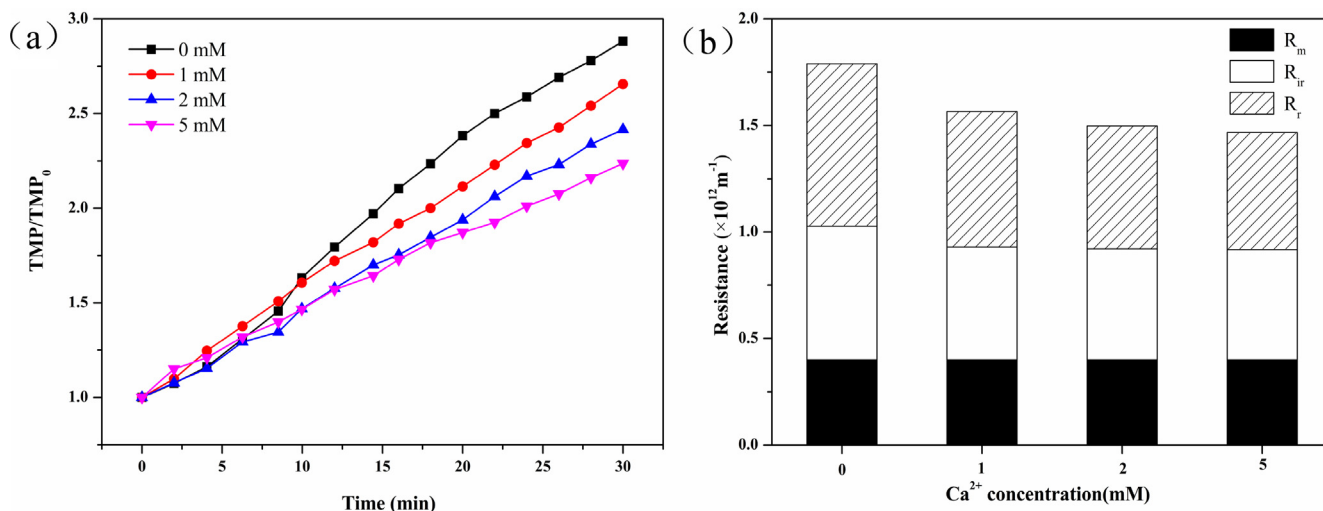 (a)
0 mM
1 mM
2 mM
5 mM
TMP/TMP₀
3.0
2.5
2.0
1.5
1.0
0 5 10 15 20 25 30
Time (min)
(b)
Rₘ
Rᵢᵣ
Rᵣ
Resistance (×10¹²m⁻¹)
2.0
1.5
1.0
0.5
0.0
0 1 2 5
Ca²⁺ concentration(mM)